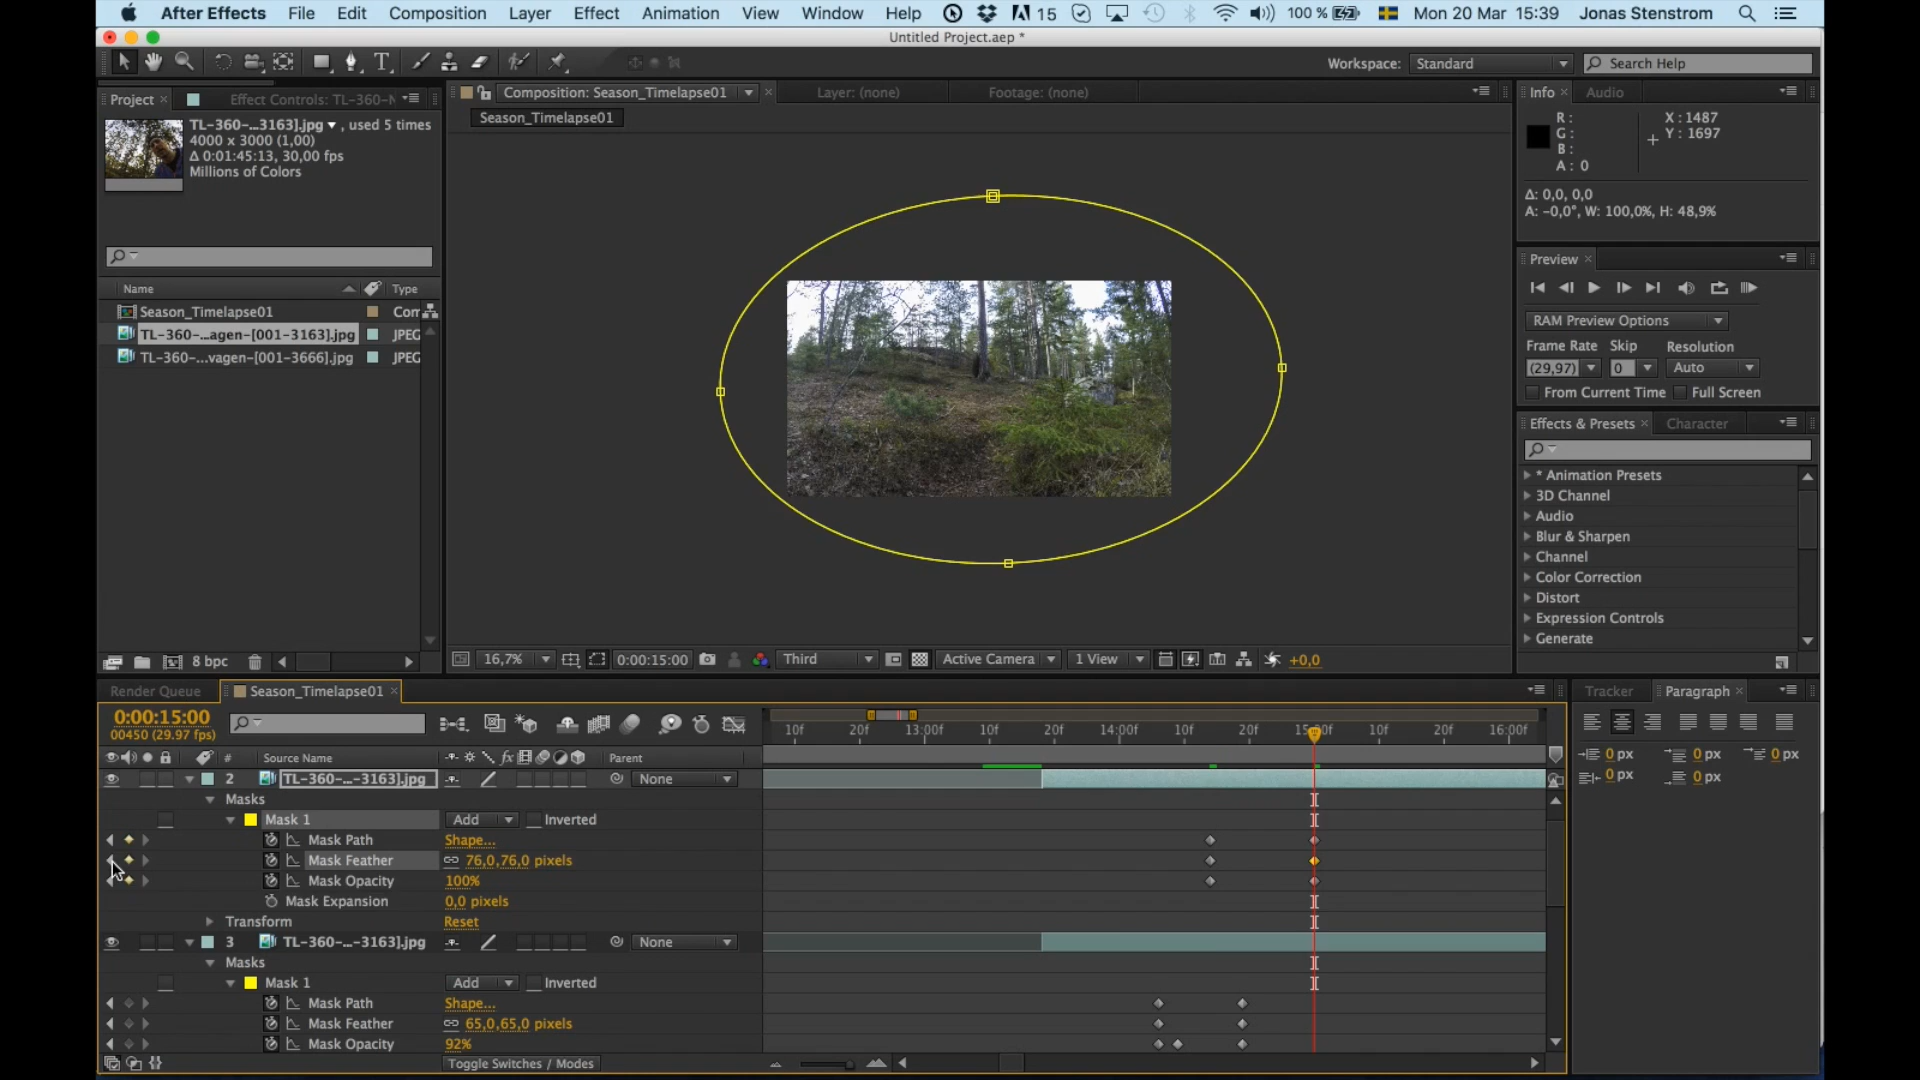 After Effects File Edit Composition Layer Effect Animation View Window Help 15 100 % Mon 20 Mar 15:39 Jonas Stenstrom
Untitled Project.aep *
T Workspace: Standard Search Help
Project × Effect Controls: TL-360-
TL-360-...3163].jpg , used 5 times
4000 x 3000 (1,00)
Δ 0:01:45:13, 30,00 fps
Millions of Colors
Name Type
Season_Timelapse01 Com
TL-360-...agen-[001-3163].jpg JPEG
TL-360-...vagen-[001-3666].jpg JPEG
8 bpc
Composition: Season_Timelapse01 × Layer: (none) Footage: (none)
Season_Timelapse01
16,7% 0:00:15:00 Third Active Camera 1 View +0,0
Info × Audio
R : X : 1487
G : Y : 1697
B :
A : 0
Δ: 0,0, 0,0
A: -0,0°, W: 100,0%, H: 48,9%
Preview ×
RAM Preview Options
Frame Rate Skip Resolution
(29,97) 0 Auto
From Current Time Full Screen
Effects & Presets × Character
* Animation Presets
3D Channel
Audio
Blur & Sharpen
Channel
Color Correction
Distort
Expression Controls
Generate
Render Queue Season_Timelapse01 ×
0:00:15:00
00450 (29.97 fps)
10f 20f 13:00f 10f 20f 14:00f 10f 20f 15:00f 10f 20f 16:00f
# Source Name fx Parent
2 TL-360-...-3163].jpg None
Masks
Mask 1 Add Inverted
Mask Path Shape...
Mask Feather 76,0,76,0 pixels
Mask Opacity 100%
Mask Expansion 0,0 pixels
Transform Reset
3 TL-360-...-3163].jpg None
Masks
Mask 1 Add Inverted
Mask Path Shape...
Mask Feather 65,0,65,0 pixels
Mask Opacity 92%
Toggle Switches / Modes
Tracker Paragraph ×
0 px 0 px 0 px
0 px 0 px